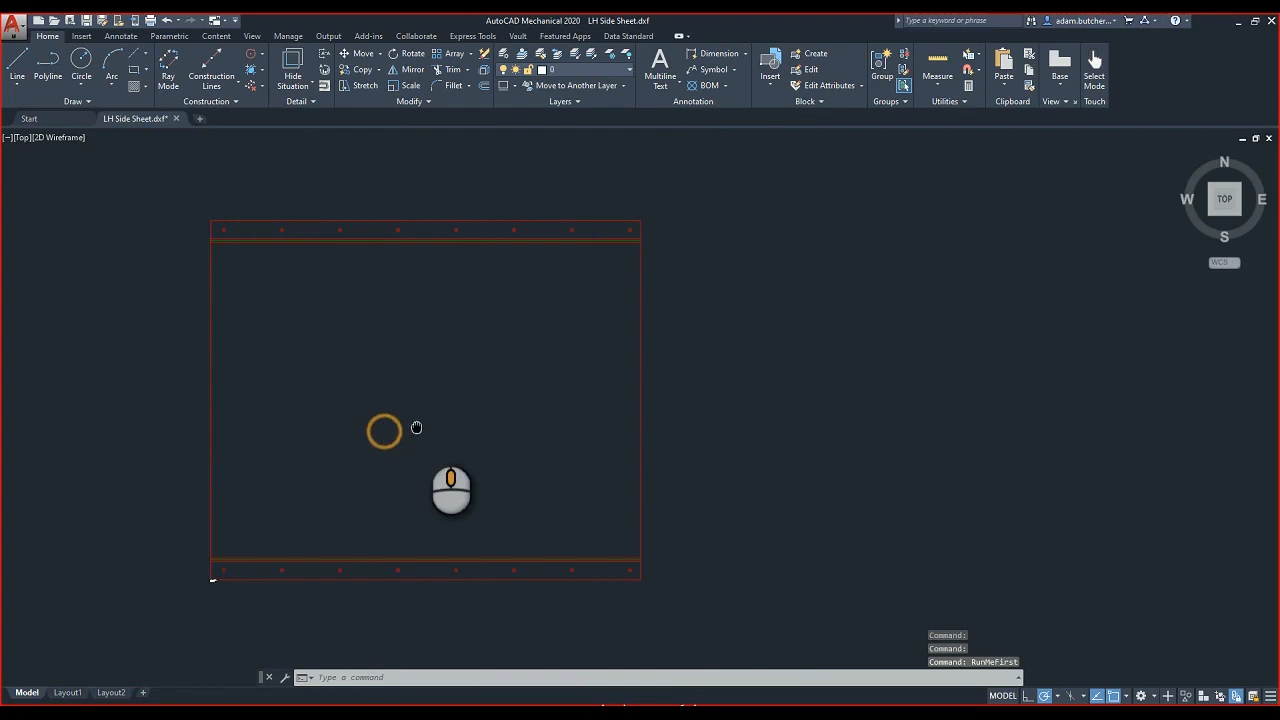 AutoCAD Mechanical 2020 LH Side Sheet.dxf
Type a keyword or phrase
adam.butcher...
Home Insert Annotate Parametric Content View Manage Output Add-ins Collaborate Express Tools Vault Featured Apps Data Standard
Line Polyline Circle Arc
Draw
Ray Mode
Construction Lines
Construction
Hide Situation
Detail
Move Rotate Array
Copy Mirror Trim
Stretch Scale Fillet
Modify
0
Move to Another Layer
Layers
Multiline Text
Dimension
Symbol
BOM
Annotation
Insert
Create
Edit
Edit Attributes
Block
Group
Groups
Measure
Utilities
Paste
Clipboard
Base
View
Select Mode
Touch
Start LH Side Sheet.dxf*
[–][Top][2D Wireframe]
N
W TOP E
S
WCS
Command:
Command:
Command: RunMeFirst
Type a command
Model Layout1 Layout2
MODEL